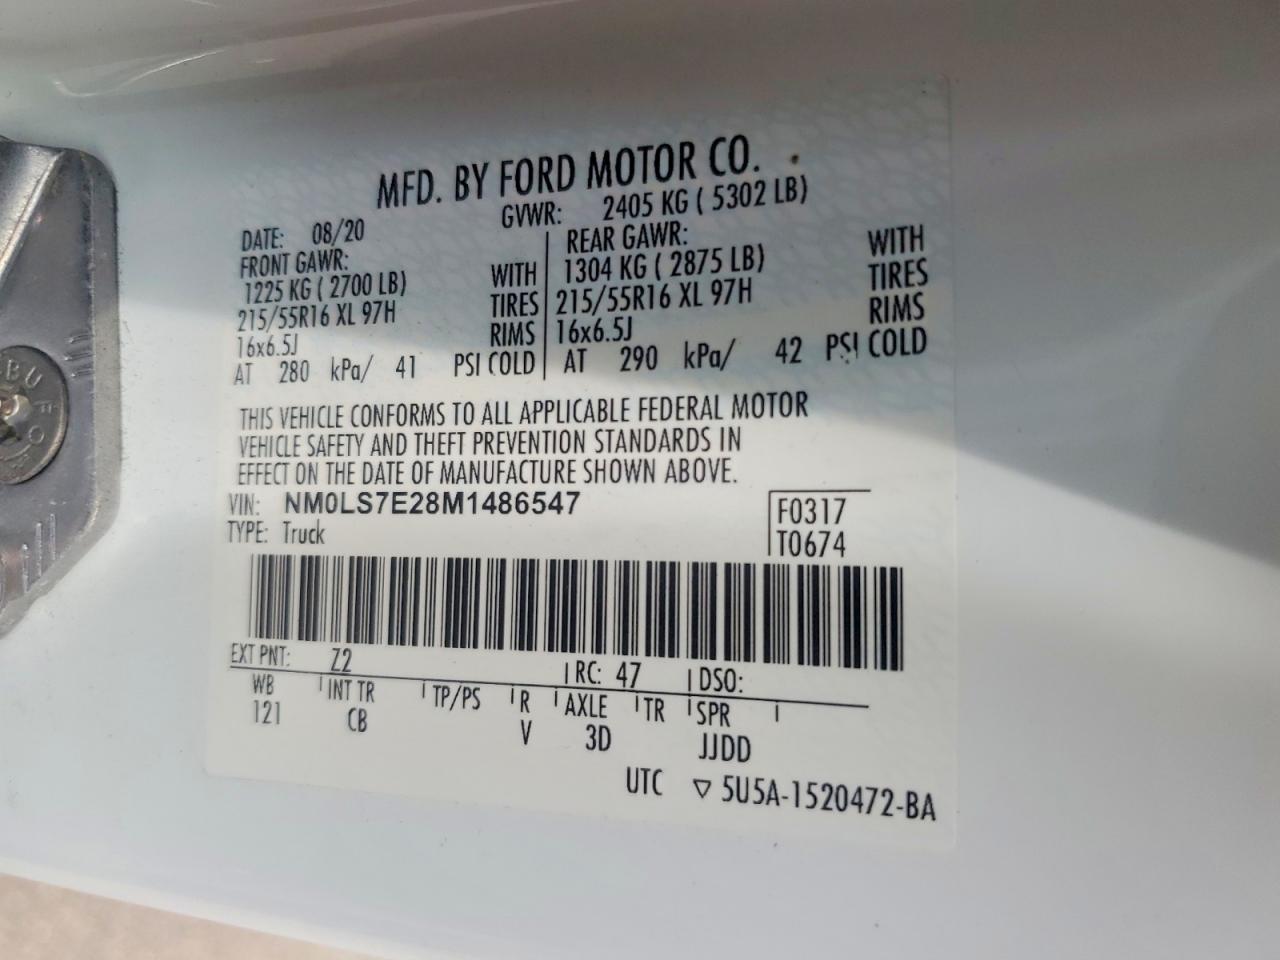 MFD. BY FORD MOTOR CO.
DATE: 08/20 GVWR: 2405 KG ( 5302 LB)
FRONT GAWR: REAR GAWR:
1225 KG ( 2700 LB) WITH 1304 KG ( 2875 LB) WITH
215/55R16 XL 97H TIRES 215/55R16 XL 97H TIRES
16x6.5J RIMS 16x6.5J RIMS
AT 280 kPa/ 41 PSI COLD AT 290 kPa/ 42 PSI COLD
THIS VEHICLE CONFORMS TO ALL APPLICABLE FEDERAL MOTOR
VEHICLE SAFETY AND THEFT PREVENTION STANDARDS IN
EFFECT ON THE DATE OF MANUFACTURE SHOWN ABOVE.
VIN: NM0LS7E28M1486547 F0317
TYPE: Truck T0674
EXT PNT: Z2 RC: 47 DSO:
WB INT TR TP/PS R AXLE TR SPR
121 CB V 3D JJDD
UTC ▽ 5U5A-1520472-BA